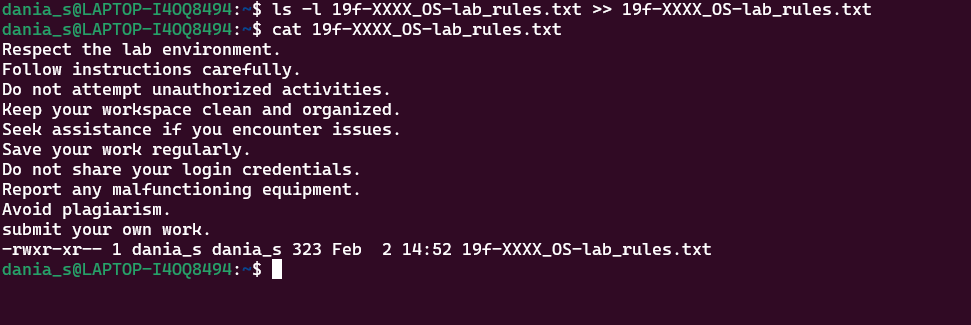 dania_s@LAPTOP-I4OQ8494:~$ ls -l 19f-XXXX_OS-lab_rules.txt >> 19f-XXXX_OS-lab_rules.txt
dania_s@LAPTOP-I4OQ8494:~$ cat 19f-XXXX_OS-lab_rules.txt
Respect the lab environment.
Follow instructions carefully.
Do not attempt unauthorized activities.
Keep your workspace clean and organized.
Seek assistance if you encounter issues.
Save your work regularly.
Do not share your login credentials.
Report any malfunctioning equipment.
Avoid plagiarism.
submit your own work.
-rwxr-xr-- 1 dania_s dania_s 323 Feb  2 14:52 19f-XXXX_OS-lab_rules.txt
dania_s@LAPTOP-I4OQ8494:~$